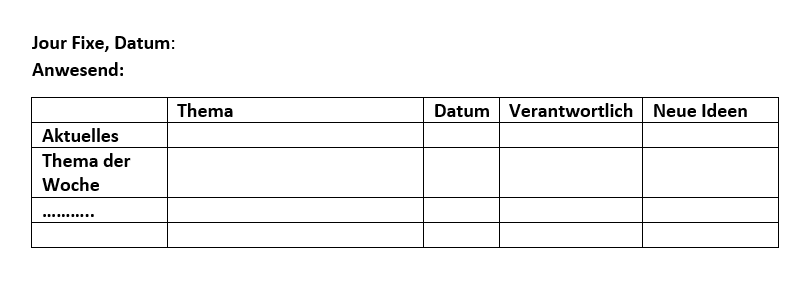 Jour Fixe, Datum:
Anwesend:
Thema Datum Verantwortlich Neue Ideen
Aktuelles
Thema der
Woche
………..